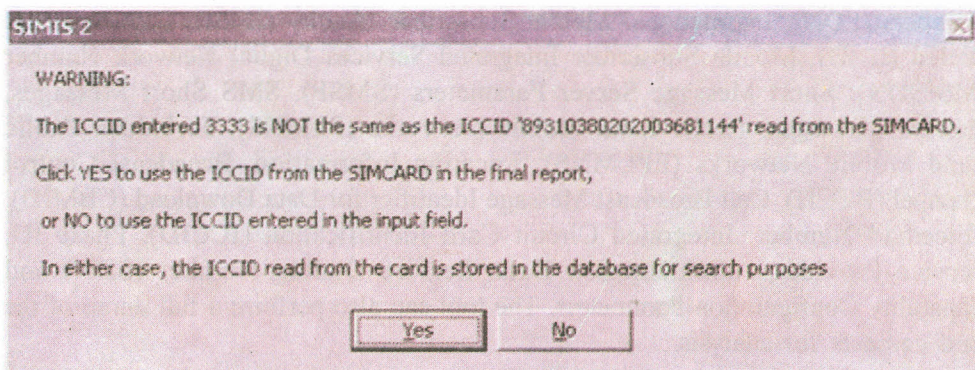 SIMIS 2
WARNING:
The ICCID entered 3333 is NOT the same as the ICCID '89310380202003681144' read from the SIMCARD.
Click YES to use the ICCID from the SIMCARD in the final report,
or NO to use the ICCID entered in the input field.
In either case, the ICCID read from the card is stored in the database for search purposes
Yes No